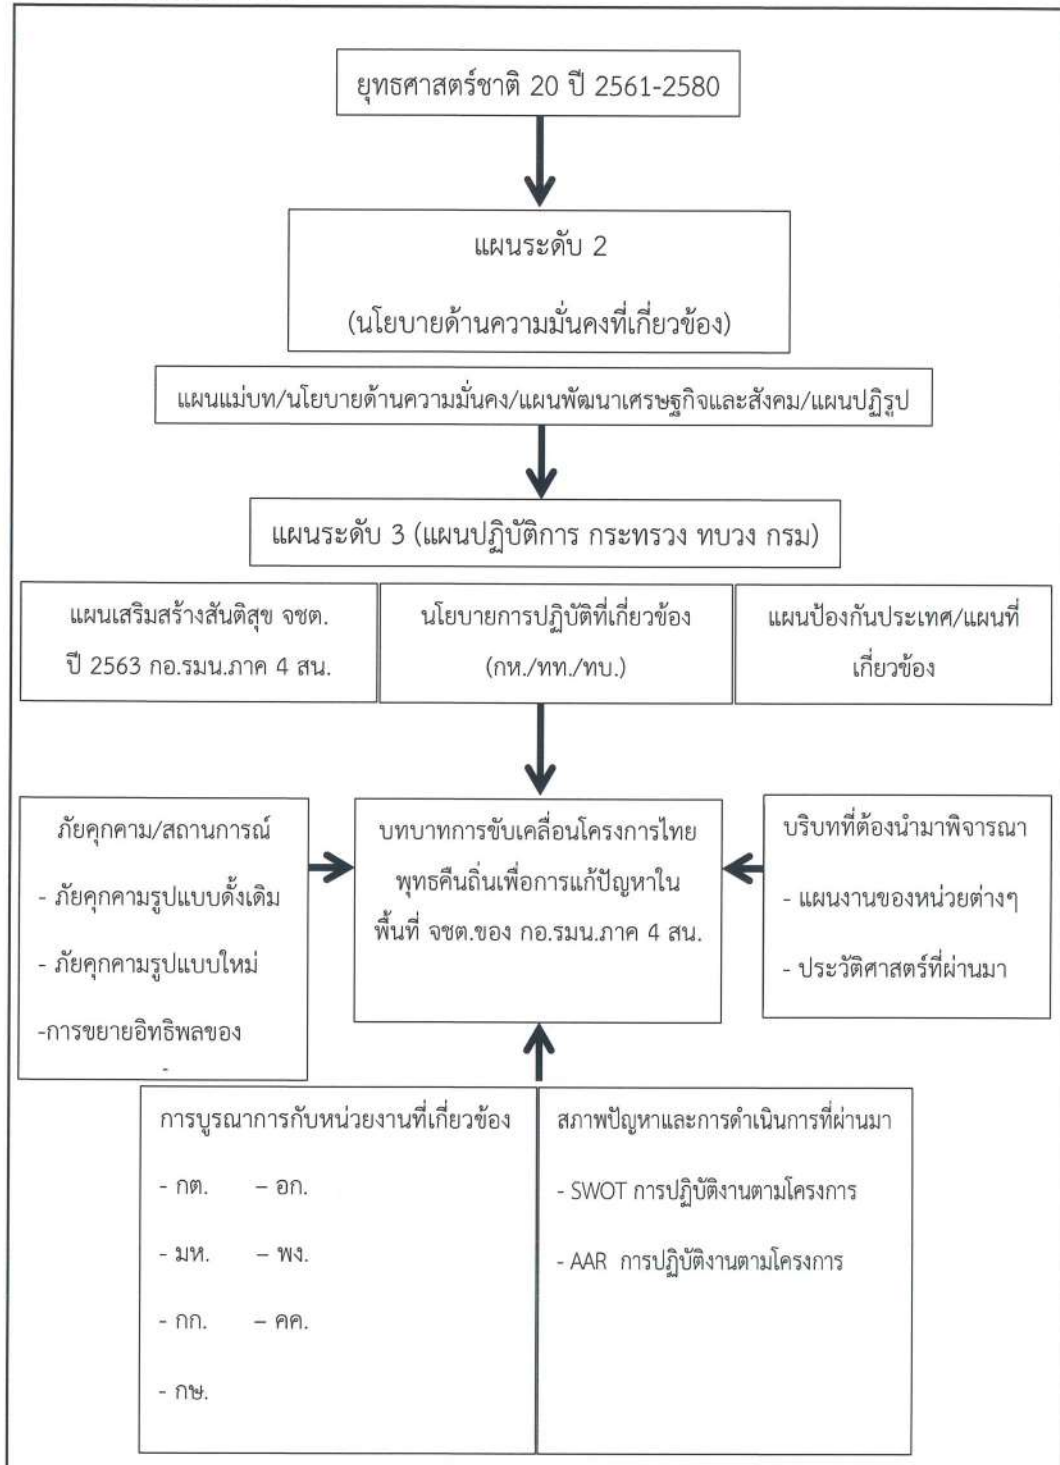 ยุทธศาสตร์ชาติ 20 ปี 2561-2580
แผนระดับ 2
(นโยบายด้านความมั่นคงที่เกี่ยวข้อง)
แผนแม่บท/นโยบายด้านความมั่นคง/แผนพัฒนาเศรษฐกิจและสังคม/แผนปฏิรูป
แผนระดับ 3 (แผนปฏิบัติการ กระทรวง ทบวง กรม)
แผนเสริมสร้างสันติสุข จชต.
ปี 2563 กอ.รมน.ภาค 4 สน.
นโยบายการปฏิบัติที่เกี่ยวข้อง
(กห./ทท./ทบ.)
แผนป้องกันประเทศ/แผนที่
เกี่ยวข้อง
ภัยคุกคาม/สถานการณ์
- ภัยคุกคามรูปแบบดั้งเดิม
- ภัยคุกคามรูปแบบใหม่
-การขยายอิทธิพลของ
-
บทบาทการขับเคลื่อนโครงการไทย
พุทธคืนถิ่นเพื่อการแก้ปัญหาใน
พื้นที่ จชต.ของ กอ.รมน.ภาค 4 สน.
บริบทที่ต้องนำมาพิจารณา
- แผนงานของหน่วยต่างๆ
- ประวัติศาสตร์ที่ผ่านมา
การบูรณาการกับหน่วยงานที่เกี่ยวข้อง
- กต. – อก.
- มห. – พง.
- กก. – คค.
- กษ.
สภาพปัญหาและการดำเนินการที่ผ่านมา
- SWOT การปฏิบัติงานตามโครงการ
- AAR การปฏิบัติงานตามโครงการ